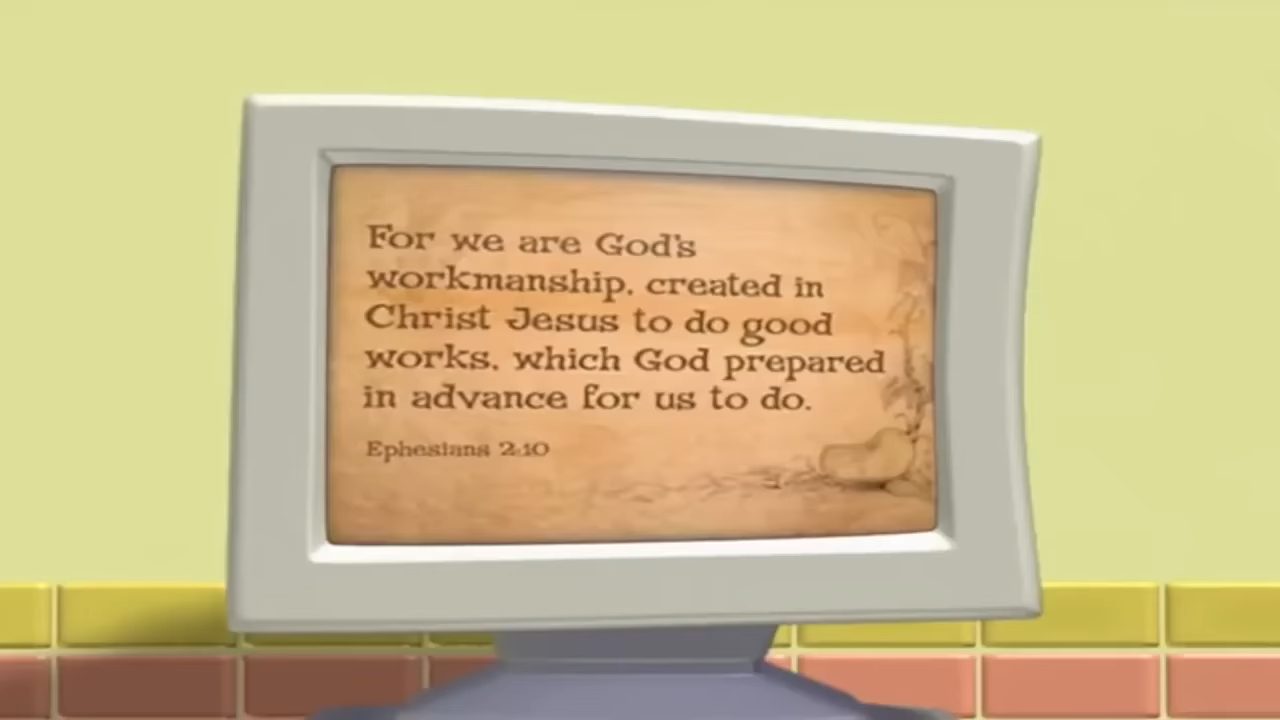 For we are God's
workmanship, created in
Christ Jesus to do good
works, which God prepared
in advance for us to do.
Ephesians 2:10